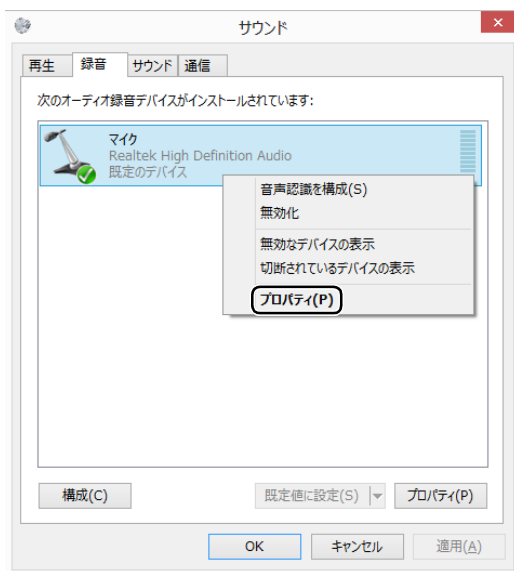 サウンド
再生 録音 サウンド 通信
次のオーディオ録音デバイスがインストールされています:
マイク
Realtek High Definition Audio
既定のデバイス
音声認識を構成(S)
無効化
無効なデバイスの表示
切断されているデバイスの表示
プロパティ(P)
構成(C) 既定値に設定(S) プロパティ(P)
OK キャンセル 適用(A)